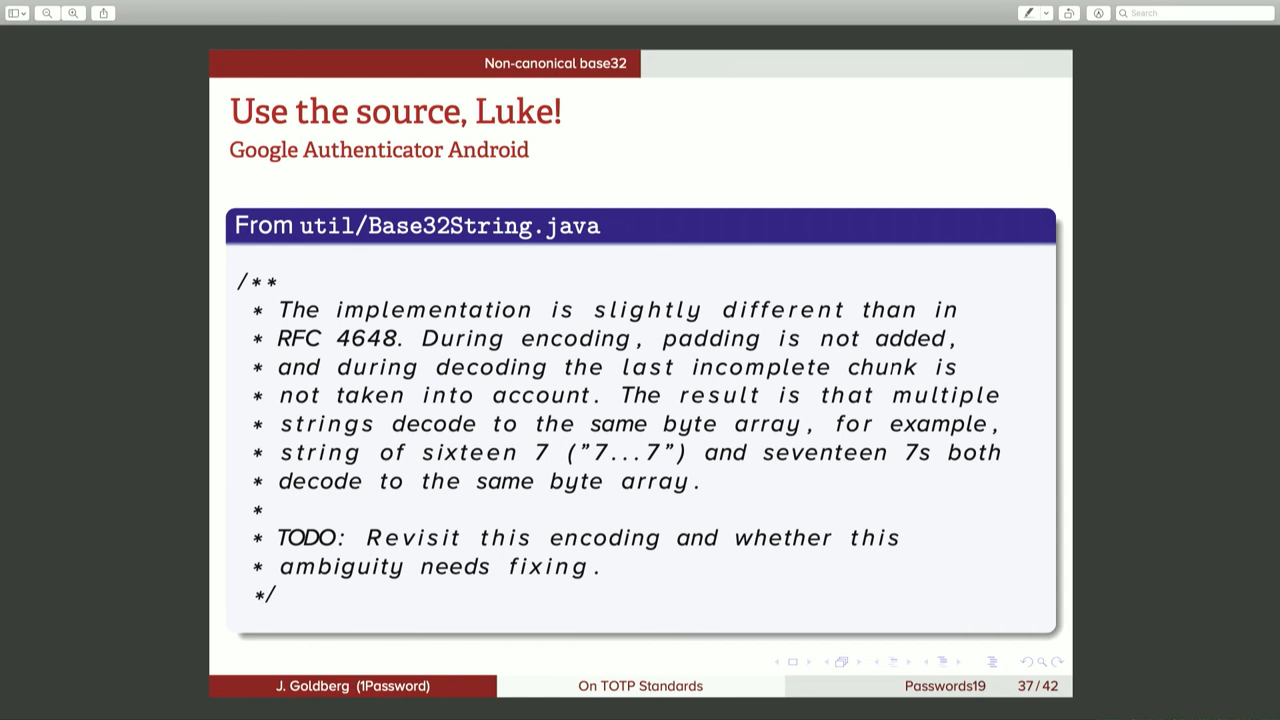 Search
Non-canonical base32
Use the source, Luke!
Google Authenticator Android
From util/Base32String.java
/**
* The implementation is slightly different than in
* RFC 4648. During encoding, padding is not added,
* and during decoding the last incomplete chunk is
* not taken into account. The result is that multiple
* strings decode to the same byte array, for example,
* string of sixteen 7 ("7...7") and seventeen 7s both
* decode to the same byte array.
*
* TODO: Revisit this encoding and whether this
* ambiguity needs fixing.
*/
J. Goldberg (1Password) On TOTP Standards Passwords19 37/42